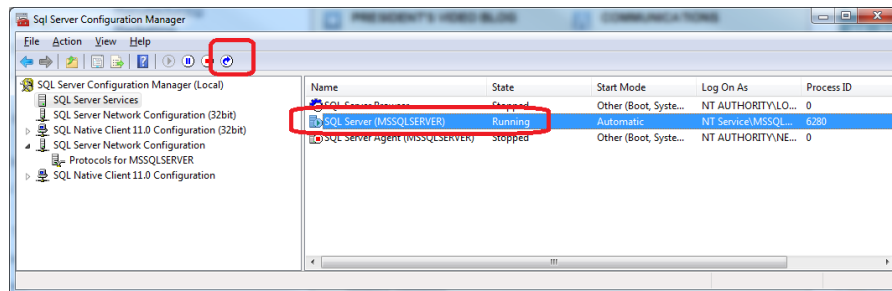 PRESIDENT'S VIDEO BLOG
COMMUNICATIONS
Sql Server Configuration Manager
File Action View Help
SQL Server Configuration Manager (Local)
SQL Server Services
SQL Server Network Configuration (32bit)
SQL Native Client 11.0 Configuration (32bit)
SQL Server Network Configuration
Protocols for MSSQLSERVER
SQL Native Client 11.0 Configuration
Name State Start Mode Log On As Process ID
SQL Server Browser Stopped Other (Boot, Syste... NT AUTHORITY\LO... 0
SQL Server (MSSQLSERVER) Running Automatic NT Service\MSSQL... 6280
SQL Server Agent (MSSQLSERVER) Stopped Other (Boot, Syste... NT AUTHORITY\NE... 0